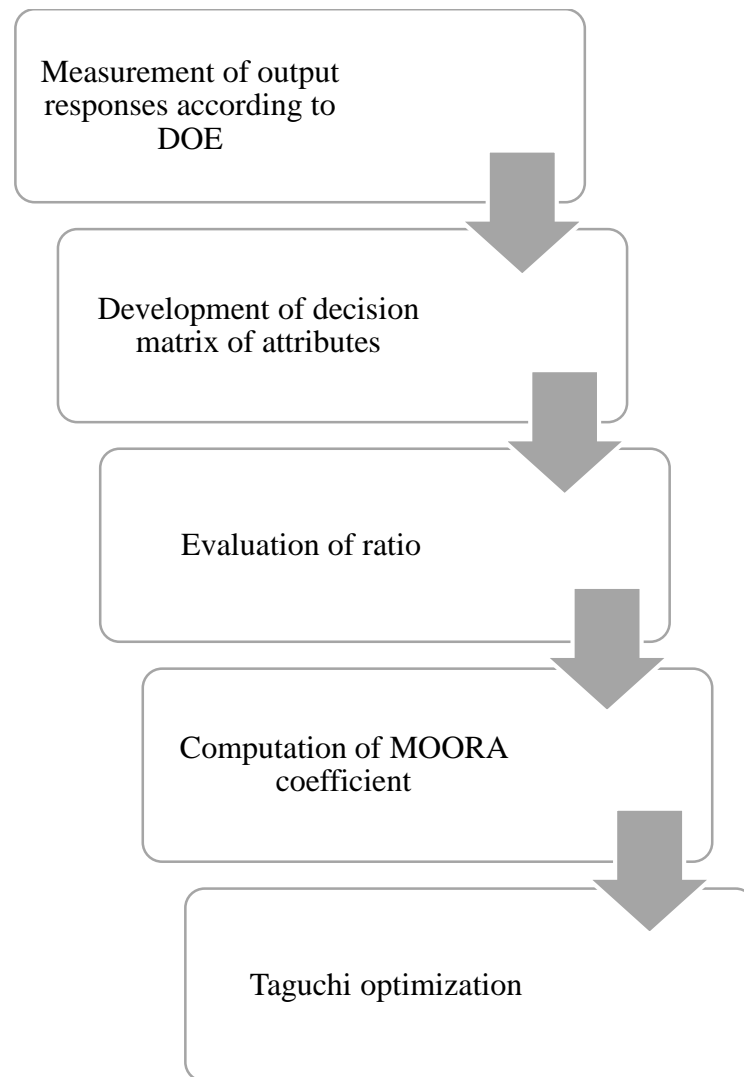 Measurement of output
responses according to
DOE
Development of decision
matrix of attributes
Evaluation of ratio
Computation of MOORA
coefficient
Taguchi optimization